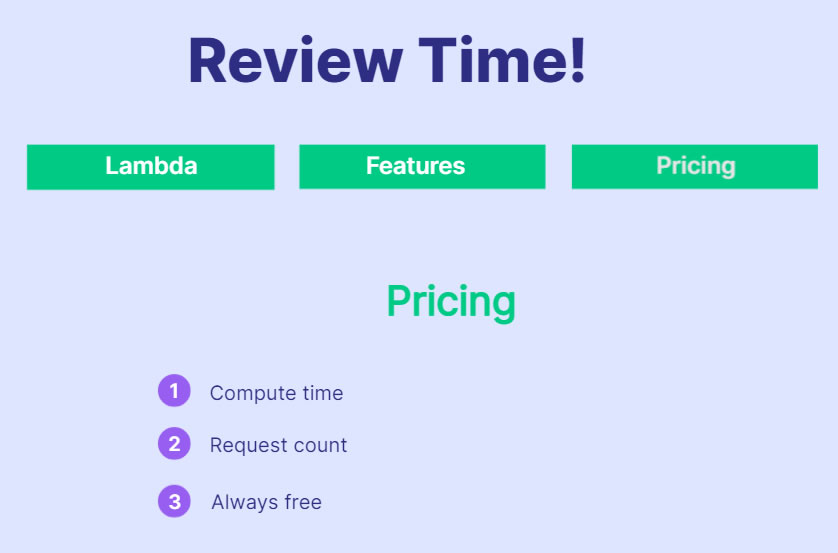 Review Time!
Lambda Features Pricing
Pricing
1 Compute time
2 Request count
3 Always free